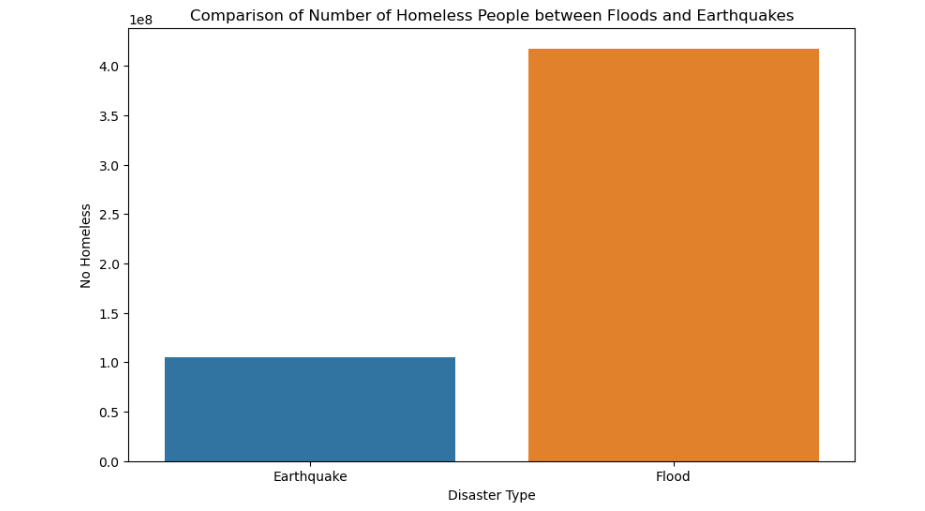 Comparison of Number of Homeless People between Floods and Earthquakes
1e8
4.0
3.5
3.0
2.5
2.0
1.5
1.0
0.5
0.0
No Homeless
Earthquake Flood
Disaster Type